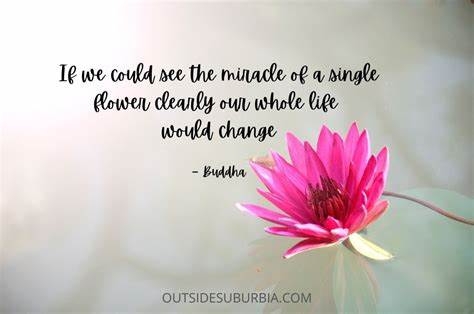 If we could see the miracle of a single
flower clearly our whole life
would change
- Buddha
OUTSIDESUBURBIA.COM